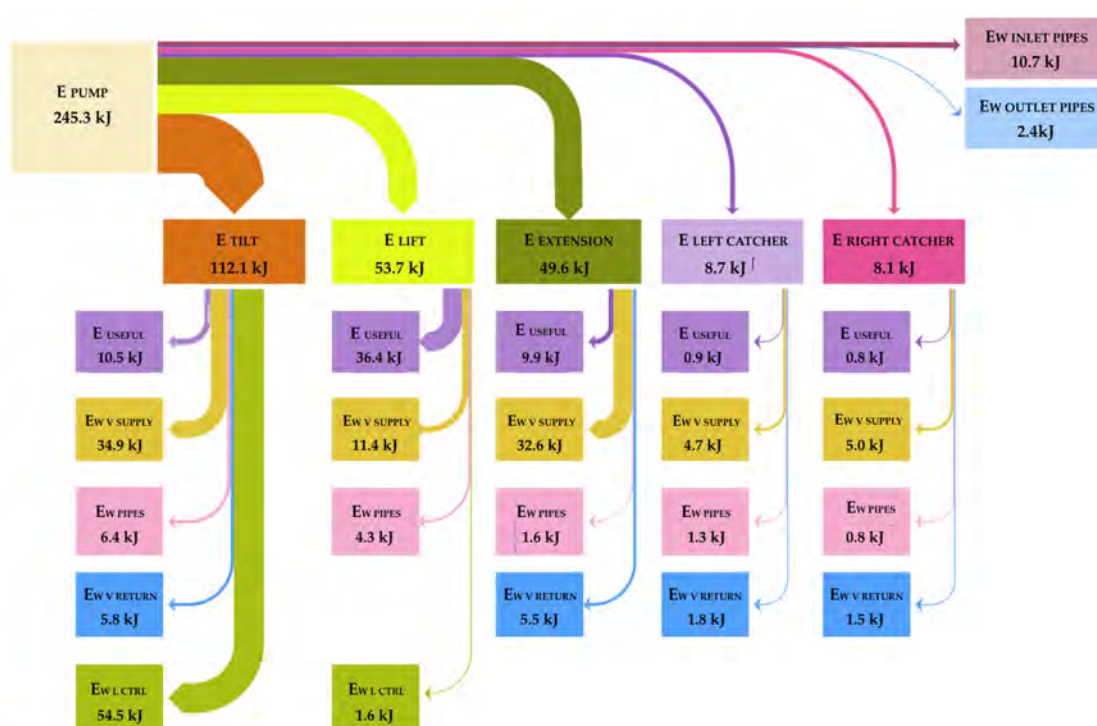 E PUMP
245.3 kJ
EW INLET PIPES
10.7 kJ
EW OUTLET PIPES
2.4kJ
E TILT
112.1 kJ
E LIFT
53.7 kJ
E EXTENSION
49.6 kJ
E LEFT CATCHER
8.7 kJ
E RIGHT CATCHER
8.1 kJ
E USEFUL
10.5 kJ
E USEFUL
36.4 kJ
E USEFUL
9.9 kJ
E USEFUL
0.9 kJ
E USEFUL
0.8 kJ
EW V SUPPLY
34.9 kJ
EW V SUPPLY
11.4 kJ
EW V SUPPLY
32.6 kJ
EW V SUPPLY
4.7 kJ
EW V SUPPLY
5.0 kJ
EW PIPES
6.4 kJ
EW PIPES
4.3 kJ
EW PIPES
1.6 kJ
EW PIPES
1.3 kJ
EW PIPES
0.8 kJ
EW V RETURN
5.8 kJ
EW V RETURN
5.5 kJ
EW V RETURN
1.8 kJ
EW V RETURN
1.5 kJ
EW L CTRL
54.5 kJ
EW L CTRL
1.6 kJ